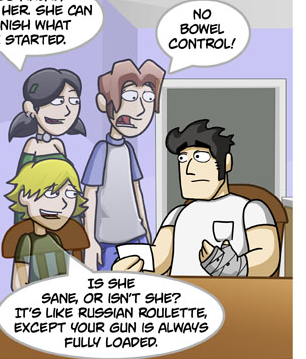 HER. SHE CAN
NISH WHAT
STARTED.
NO
BOWEL
CONTROL!
IS SHE
SANE, OR ISN'T SHE?
IT'S LIKE RUSSIAN ROULETTE,
EXCEPT YOUR GUN IS ALWAYS
FULLY LOADED.